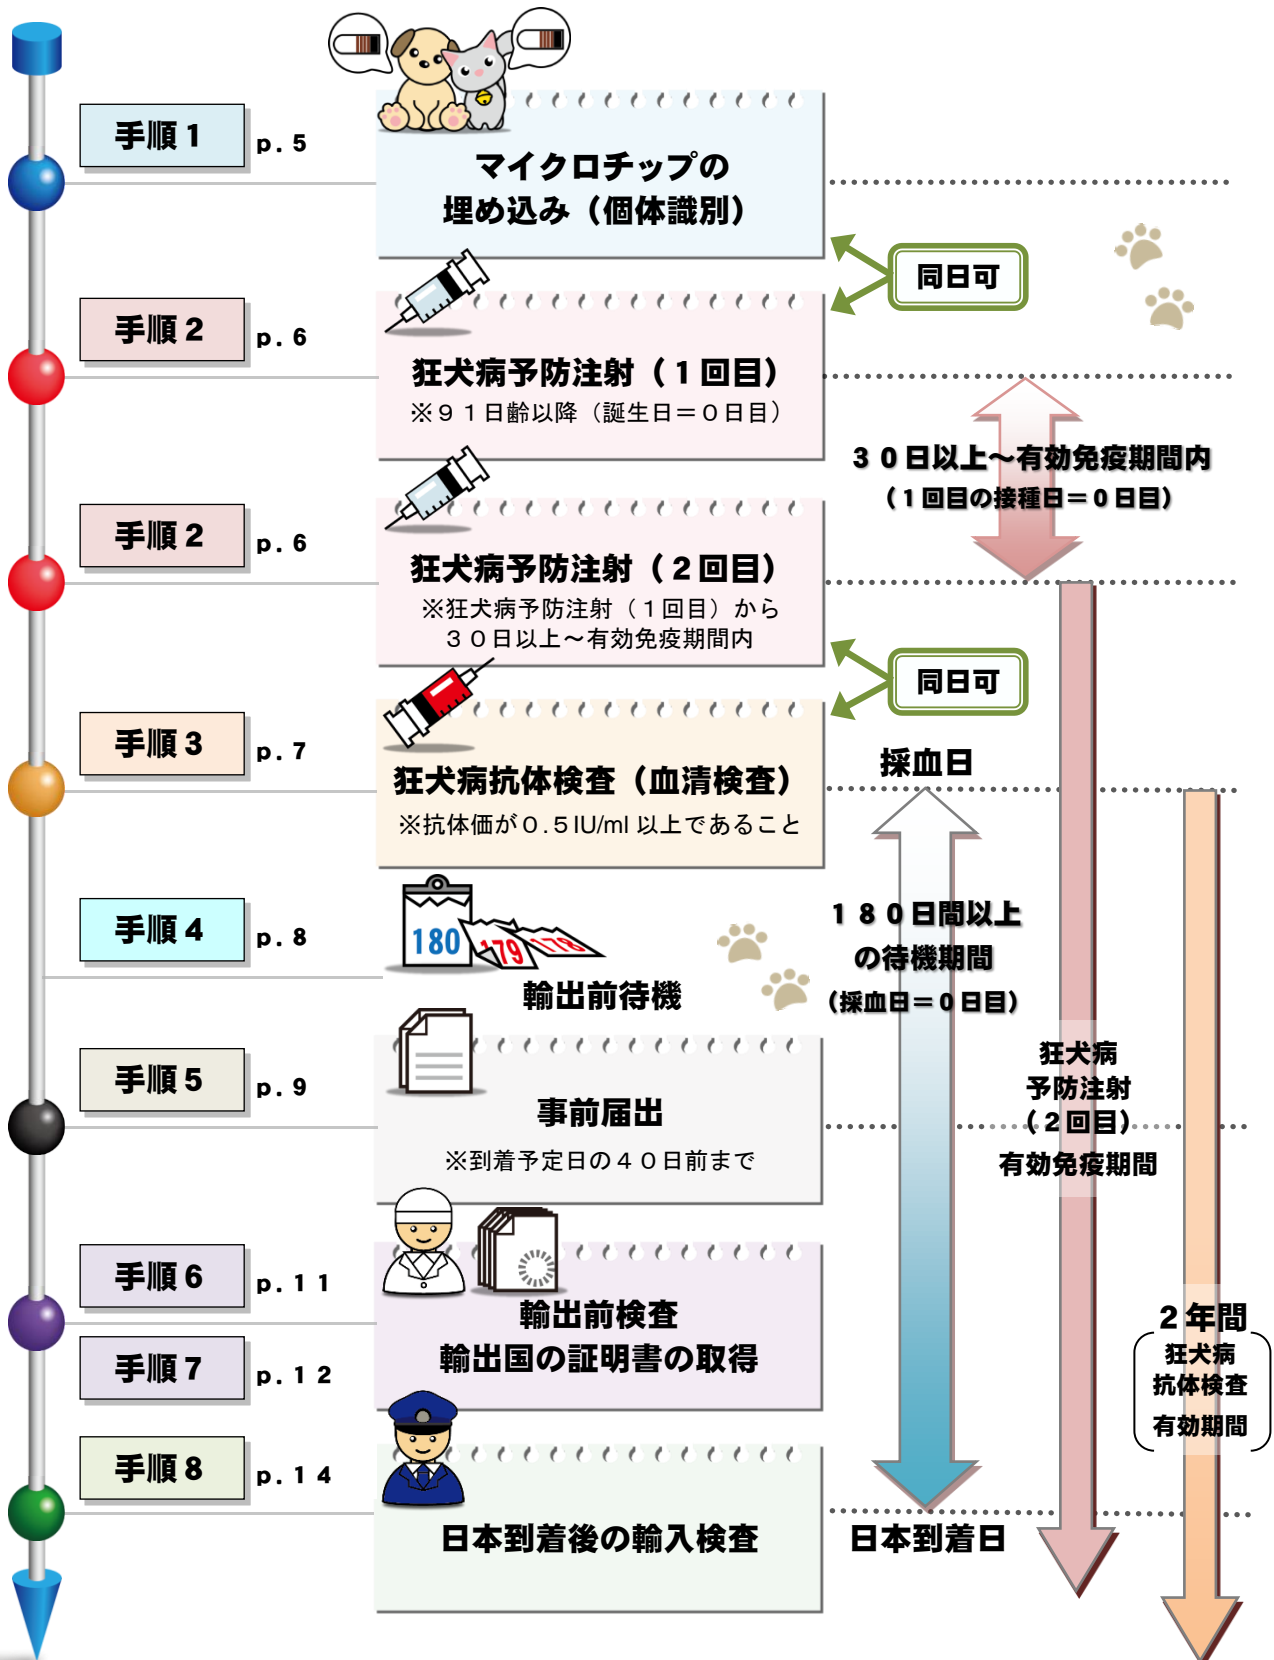 手順１ p.５
マイクロチップの
埋め込み（個体識別）
同日可
手順２ p.６
狂犬病予防注射（１回目）
※９１日齢以降（誕生日＝０日目）
３０日以上～有効免疫期間内
（１回目の接種日＝０日目）
手順２ p.６
狂犬病予防注射（２回目）
※狂犬病予防注射（１回目）から
３０日以上～有効免疫期間内
同日可
手順３ p.７
狂犬病抗体検査（血清検査）
※抗体価が０.５IU/ml 以上であること
採血日
手順４ p.８
180
179
178
輸出前待機
１８０日間以上
の待機期間
（採血日＝０日目）
手順５ p.９
事前届出
※到着予定日の４０日前まで
狂犬病
予防注射
（２回目）
有効免疫期間
手順６ p.１１
輸出前検査
手順７ p.１２
輸出国の証明書の取得
２年間
狂犬病
抗体検査
有効期間
手順８ p.１４
日本到着後の輸入検査
日本到着日